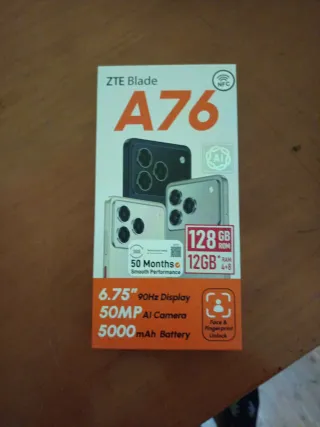 ZTE Blade
NFC
A76
AI
128 GB ROM
12GB* RAM 4+8
50 Months
Smooth Performance
6.75" 90Hz Display
50MP AI Camera
5000mAh Battery
Face &
Fingerprint
Unlock